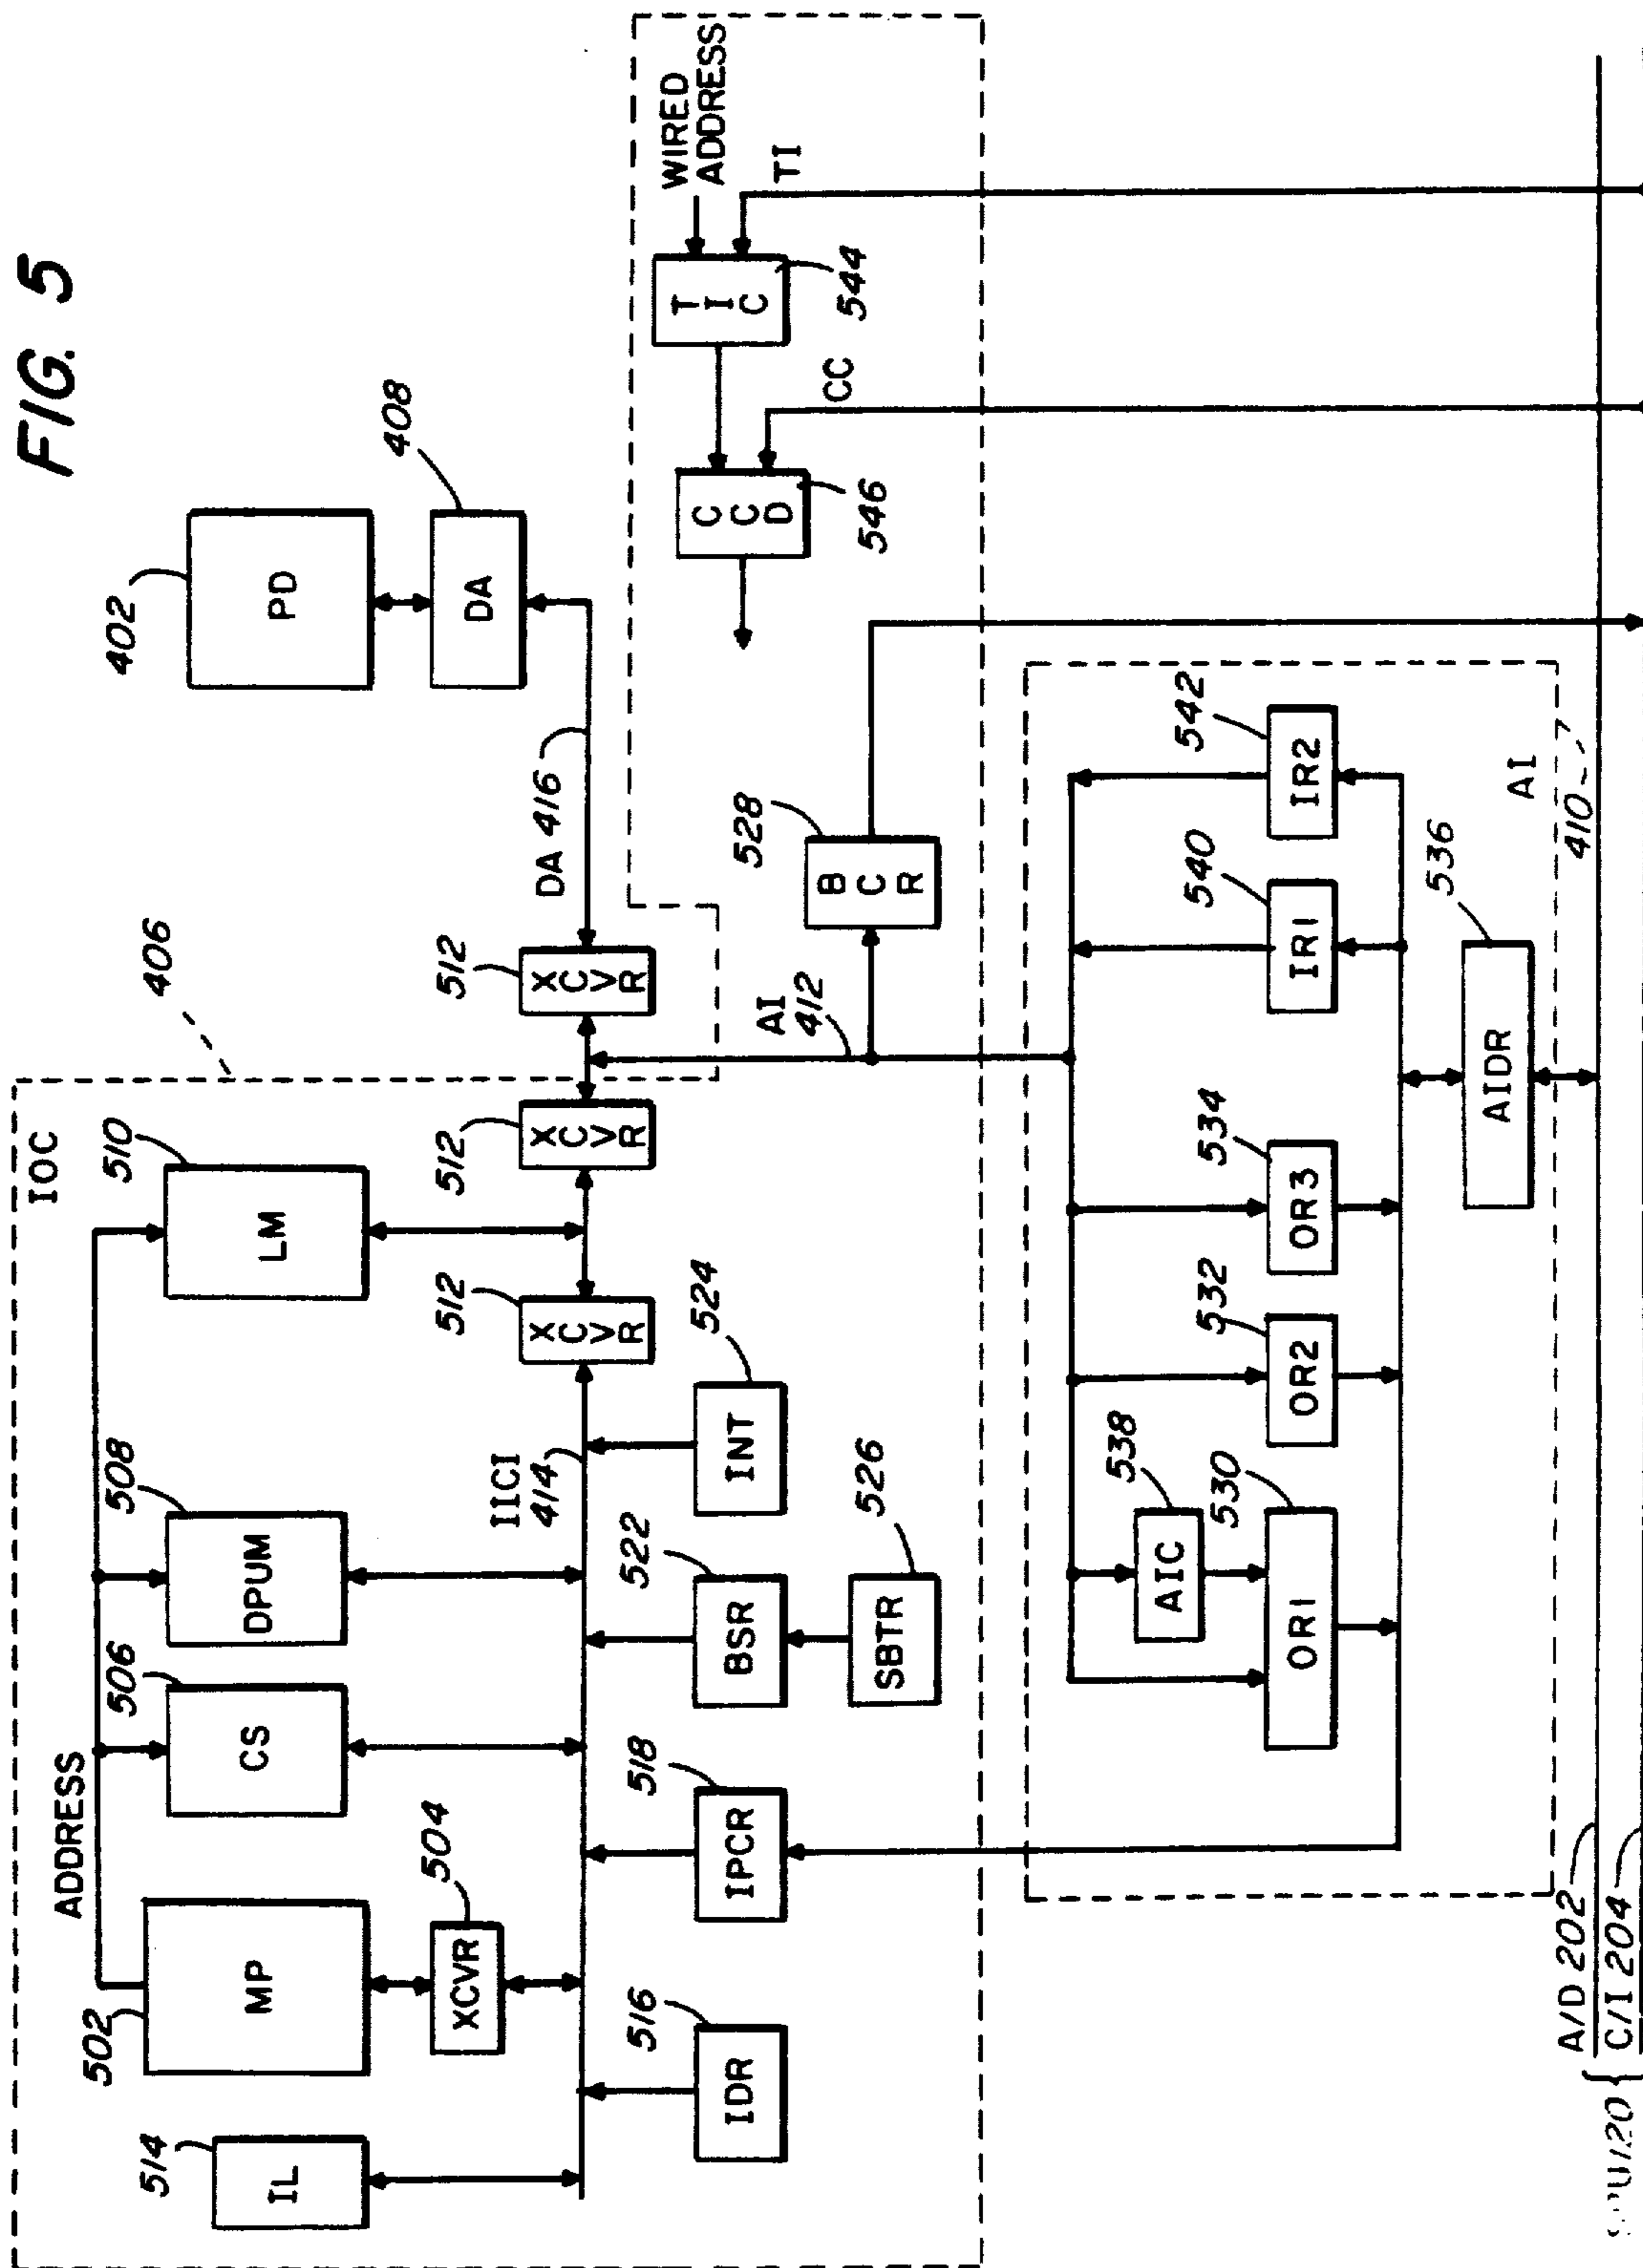 FIG. 5
402
PD
408
DA
DA 416
406
IOC
ADDRESS
502
MP
504
XCVR
506
CS
508
DPUM
510
LM
512
XCVR
512
XCVR
512
XCVR
514
IL
IICI
414
516
IDR
518
IPCR
522
BSR
526
SBTR
524
INT
AI
412
528
BCR
WIRED
ADDRESS
TI
TIC
544
CC
CCD
546
538
AIC
530
OR1
532
OR2
534
OR3
540
IR1
542
IR2
536
AIDR
AI
410
A/D 202
C/I 204